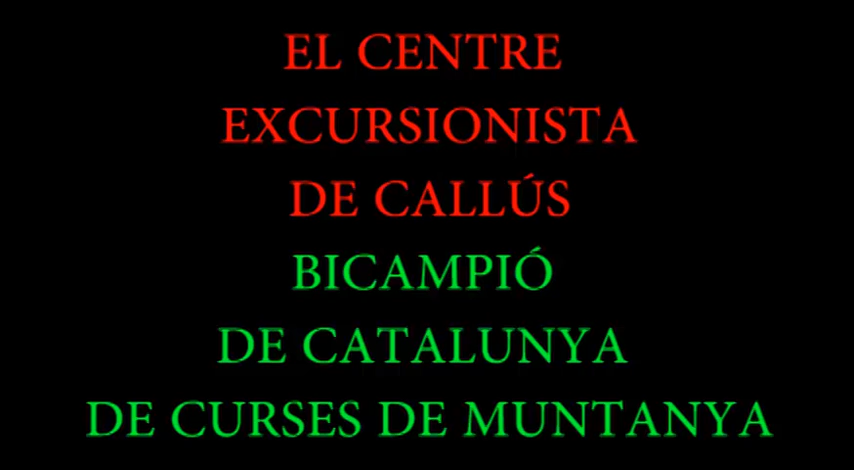 EL CENTRE
EXCURSIONISTA
DE CALLÚS
BICAMPIÓ
DE CATALUNYA
DE CURSES DE MUNTANYA